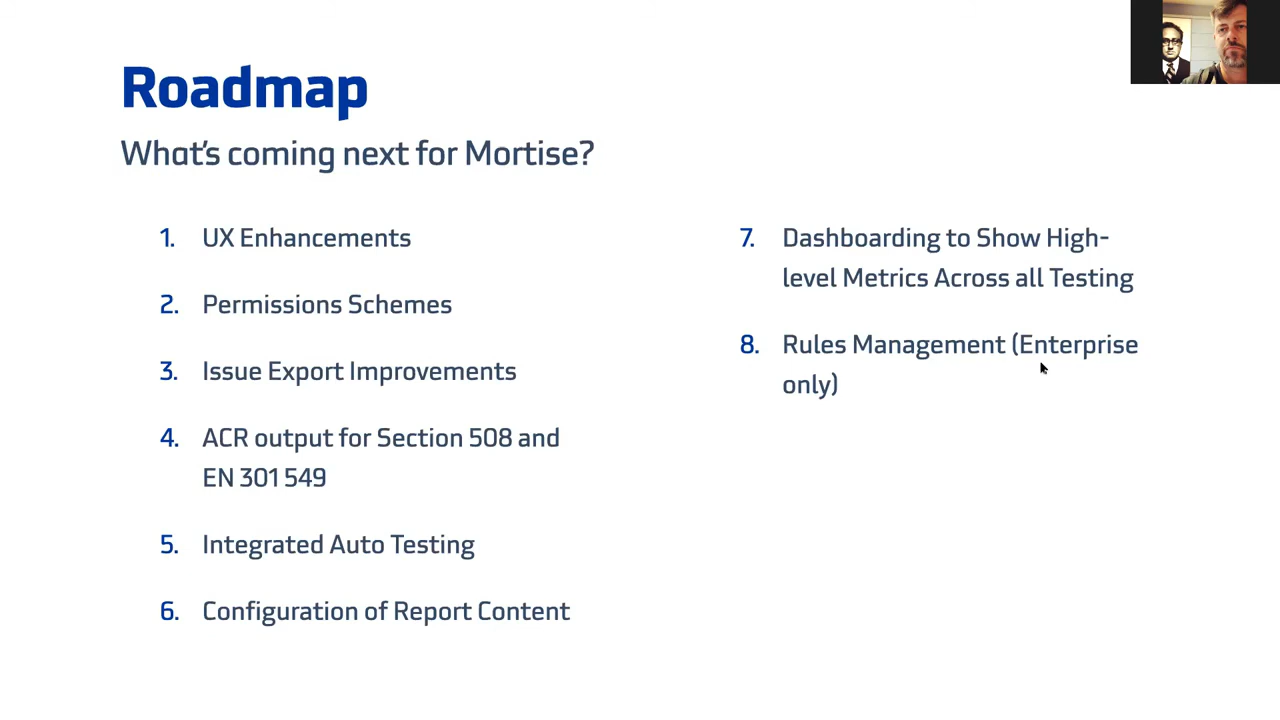 Roadmap
What's coming next for Mortise?
1. UX Enhancements
2. Permissions Schemes
3. Issue Export Improvements
4. ACR output for Section 508 and
EN 301 549
5. Integrated Auto Testing
6. Configuration of Report Content
7. Dashboarding to Show High-
level Metrics Across all Testing
8. Rules Management (Enterprise
only)